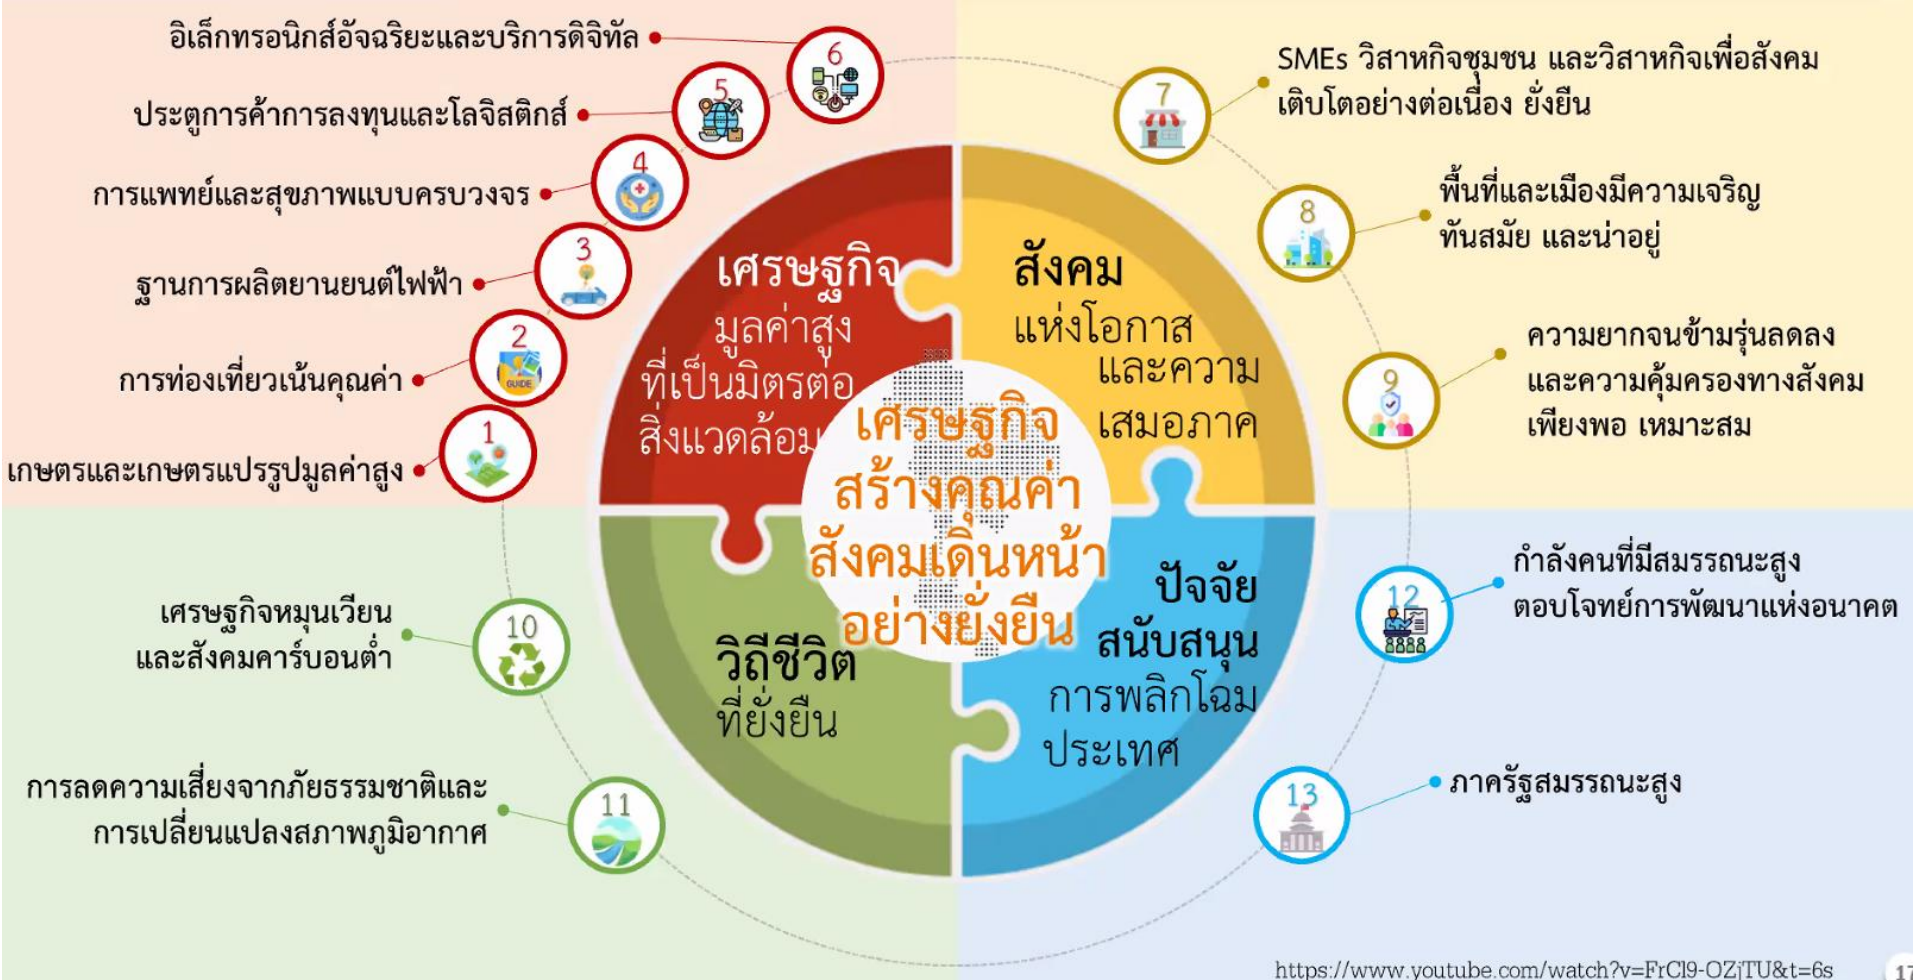 อิเล็กทรอนิกส์อัจฉริยะและบริการดิจิทัล
6
ประตูการค้าการลงทุนและโลจิสติกส์
5
การแพทย์และสุขภาพแบบครบวงจร
4
ฐานการผลิตยานยนต์ไฟฟ้า
3
การท่องเที่ยวเน้นคุณค่า
2
GUIDE
เกษตรและเกษตรแปรรูปมูลค่าสูง
1
7
SMEs วิสาหกิจชุมชน และวิสาหกิจเพื่อสังคม
เติบโตอย่างต่อเนื่อง ยั่งยืน
8
พื้นที่และเมืองมีความเจริญ
ทันสมัย และน่าอยู่
9
ความยากจนข้ามรุ่นลดลง
และความคุ้มครองทางสังคม
เพียงพอ เหมาะสม
เศรษฐกิจ
มูลค่าสูง
ที่เป็นมิตรต่อ
สิ่งแวดล้อม
สังคม
แห่งโอกาส
และความ
เสมอภาค
เศรษฐกิจ
สร้างคุณค่า
สังคมเดินหน้า
อย่างยั่งยืน
วิถีชีวิต
ที่ยั่งยืน
ปัจจัย
สนับสนุน
การพลิกโฉม
ประเทศ
เศรษฐกิจหมุนเวียน
และสังคมคาร์บอนต่ำ
10
การลดความเสี่ยงจากภัยธรรมชาติและ
การเปลี่ยนแปลงสภาพภูมิอากาศ
11
12
กำลังคนที่มีสมรรถนะสูง
ตอบโจทย์การพัฒนาแห่งอนาคต
13
ภาครัฐสมรรถนะสูง
https://www.youtube.com/watch?v=FrCl9-OZjTU&t=6s
17